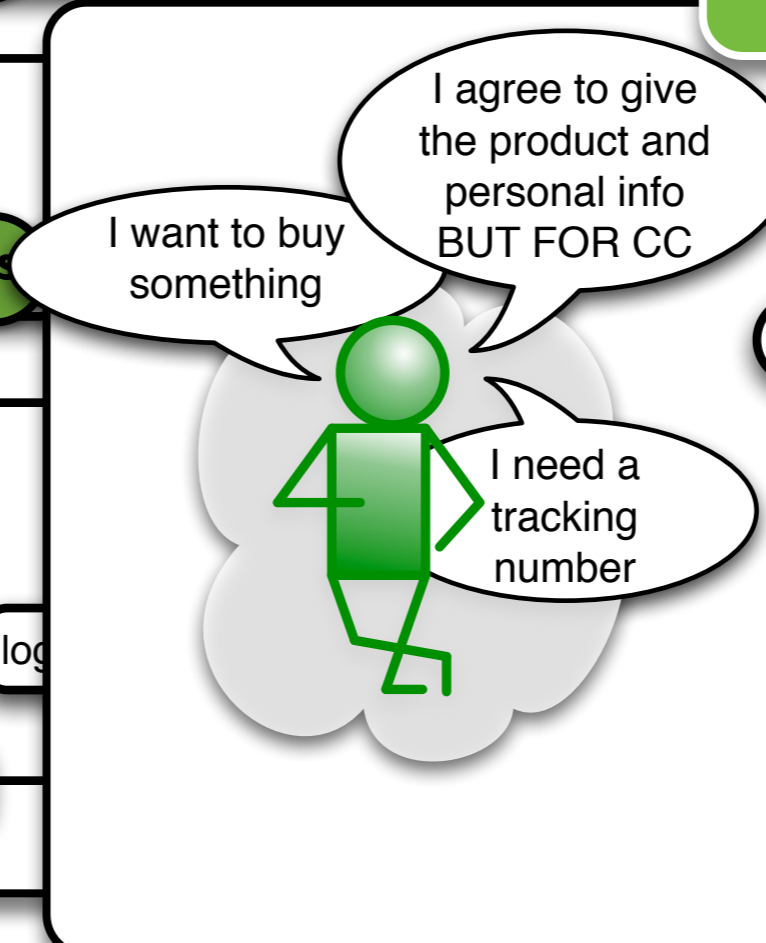 I agree to give
the product and
personal info
BUT FOR CC
I want to buy
something
I need a
tracking
number